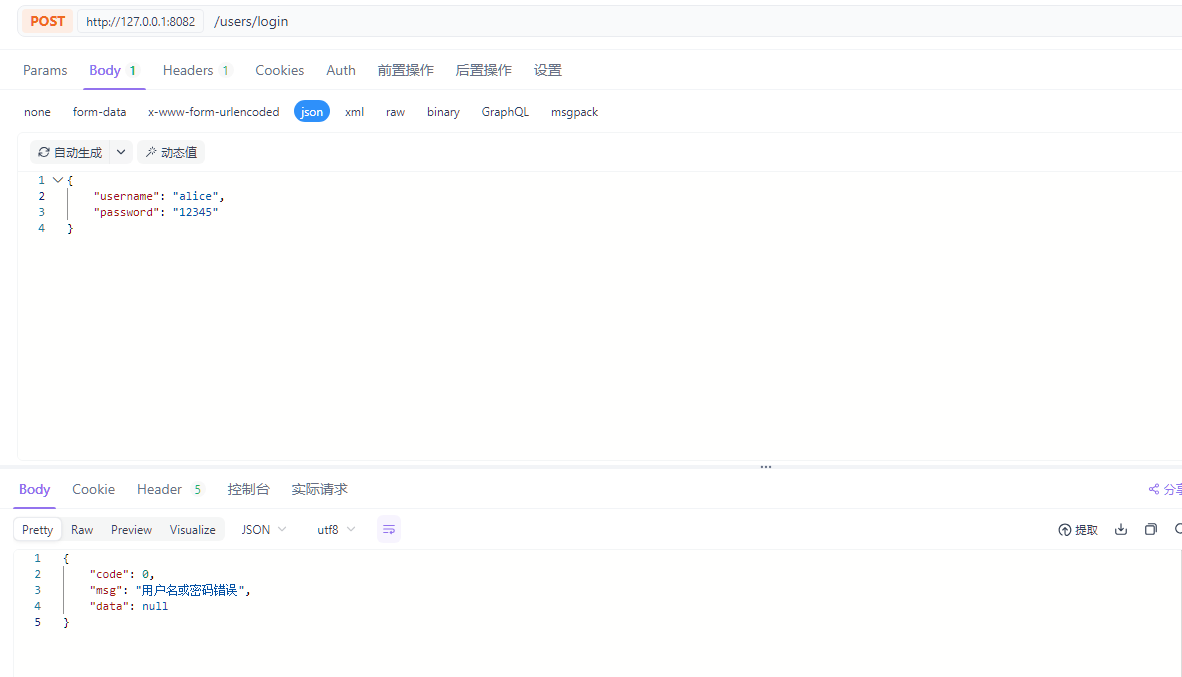 POST http://127.0.0.1:8082 /users/login
Params Body 1 Headers 1 Cookies Auth 前置操作 后置操作 设置
none form-data x-www-form-urlencoded json xml raw binary GraphQL msgpack
自动生成 动态值
1 {
2 "username": "alice",
3 "password": "12345"
4 }
Body Cookie Header 5 控制台 实际请求 分享
Pretty Raw Preview Visualize JSON utf8 提取
1 {
2 "code": 0,
3 "msg": "用户名或密码错误",
4 "data": null
5 }